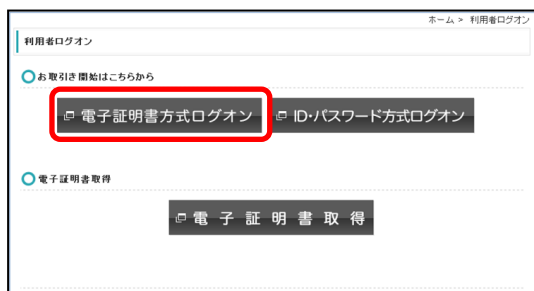 ホーム > 利用者ログオン
利用者ログオン
お取引き開始はこちらから
電子証明書方式ログオン ID・パスワード方式ログオン
電子証明書取得
電子証明書取得